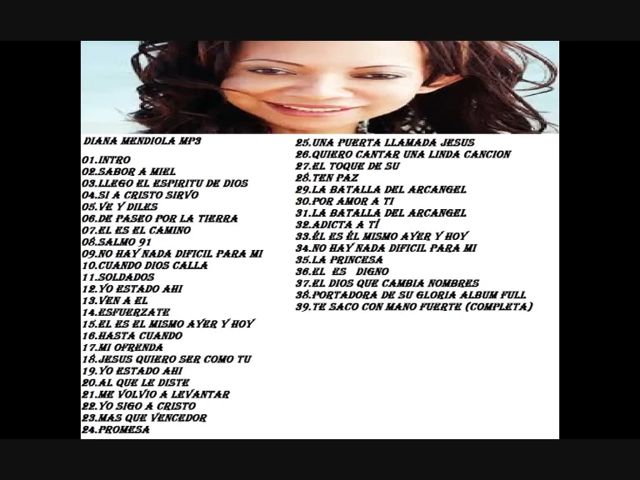 DIANA MENDIOLA MP3
01.INTRO
02.SABOR A MIEL
03.LLEGO EL ESPIRITU DE DIOS
04.SI A CRISTO SIRVO
05.VE Y DILES
06.DE PASEO POR LA TIERRA
07.EL ES EL CAMINO
08.SALMO 91
09.NO HAY NADA DIFICIL PARA MI
10.CUANDO DIOS CALLA
11.SOLDADOS
12.YO ESTADO AHI
13.VEN A EL
14.ESFUERZATE
15.EL ES EL MISMO AYER Y HOY
16.HASTA CUANDO
17.MI OFRENDA
18.JESUS QUIERO SER COMO TU
19.YO ESTADO AHI
20.AL QUE LE DISTE
21.ME VOLVIO A LEVANTAR
22.YO SIGO A CRISTO
23.MAS QUE VENCEDOR
24.PROMESA
25.UNA PUERTA LLAMADA JESUS
26.QUIERO CANTAR UNA LINDA CANCION
27.EL TOQUE DE SU
28.TEN PAZ
29.LA BATALLA DEL ARCANGEL
30.POR AMOR A TI
31.LA BATALLA DEL ARCANGEL
32.ADICTA A TÍ
33.ÉL ES ÉL MISMO AYER Y HOY
34.NO HAY NADA DIFICIL PARA MI
35.LA PRINCESA
36.EL ES DIGNO
37.EL DIOS QUE CAMBIA NOMBRES
38.PORTADORA DE SU GLORIA ALBUM FULL
39.TE SACO CON MANO FUERTE (COMPLETA)